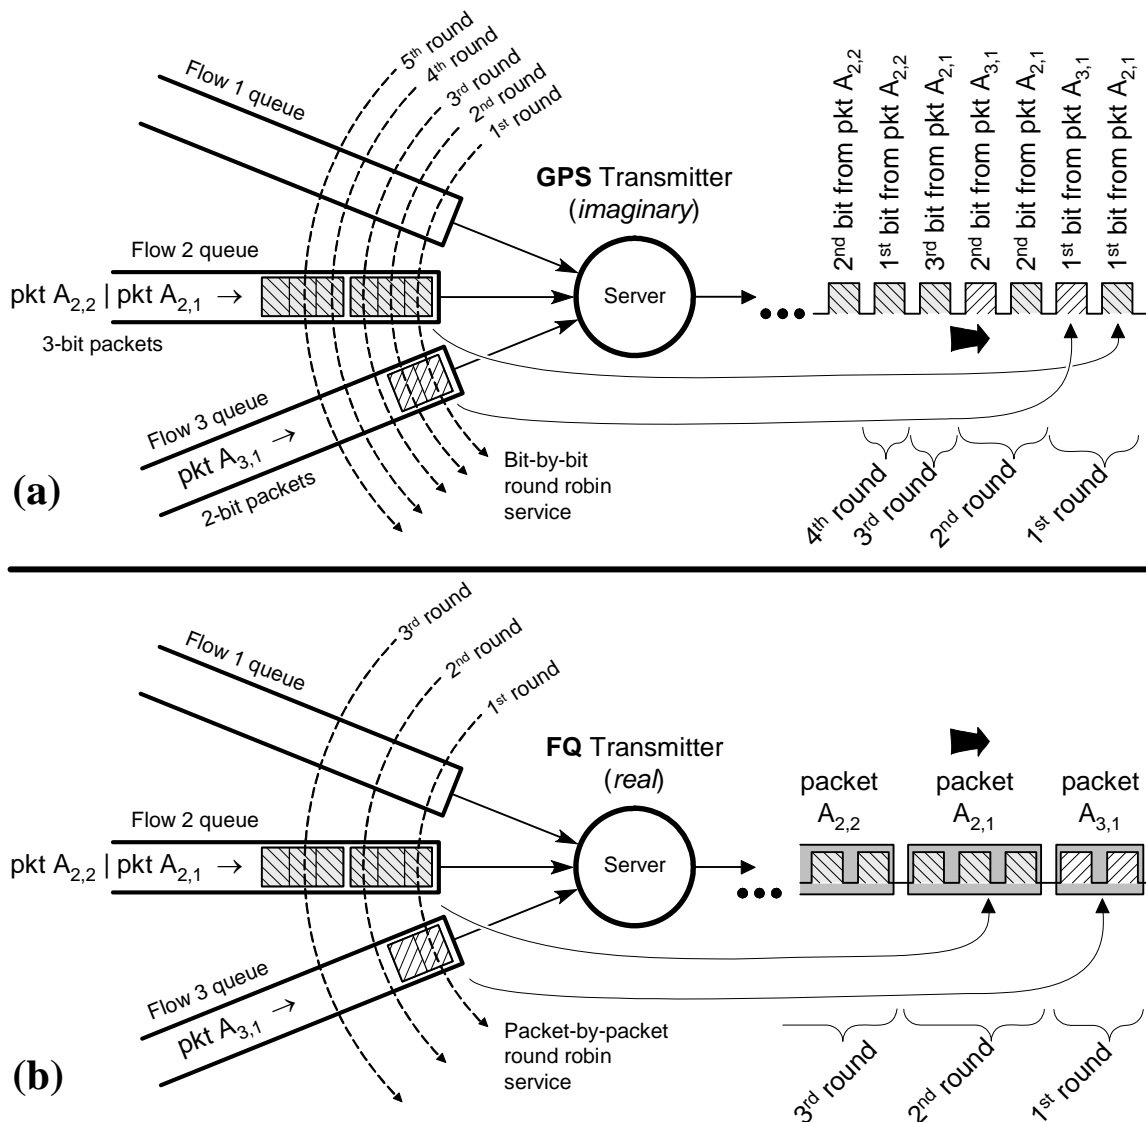 5th round
4th round
3rd round
2nd round
1st round
Flow 1 queue
GPS Transmitter
(imaginary)
Server
Flow 2 queue
pkt A2,2 | pkt A2,1 →
3-bit packets
Flow 3 queue
pkt A3,1 →
2-bit packets
Bit-by-bit
round robin
service
2nd bit from pkt A2,2
1st bit from pkt A2,2
3rd bit from pkt A2,1
2nd bit from pkt A3,1
2nd bit from pkt A2,1
1st bit from pkt A3,1
1st bit from pkt A2,1
4th round
3rd round
2nd round
1st round
(a)
3rd round
2nd round
1st round
Flow 1 queue
FQ Transmitter
(real)
Server
Flow 2 queue
pkt A2,2 | pkt A2,1 →
Flow 3 queue
pkt A3,1 →
Packet-by-packet
round robin
service
packet
A2,2
packet
A2,1
packet
A3,1
3rd round
2nd round
1st round
(b)